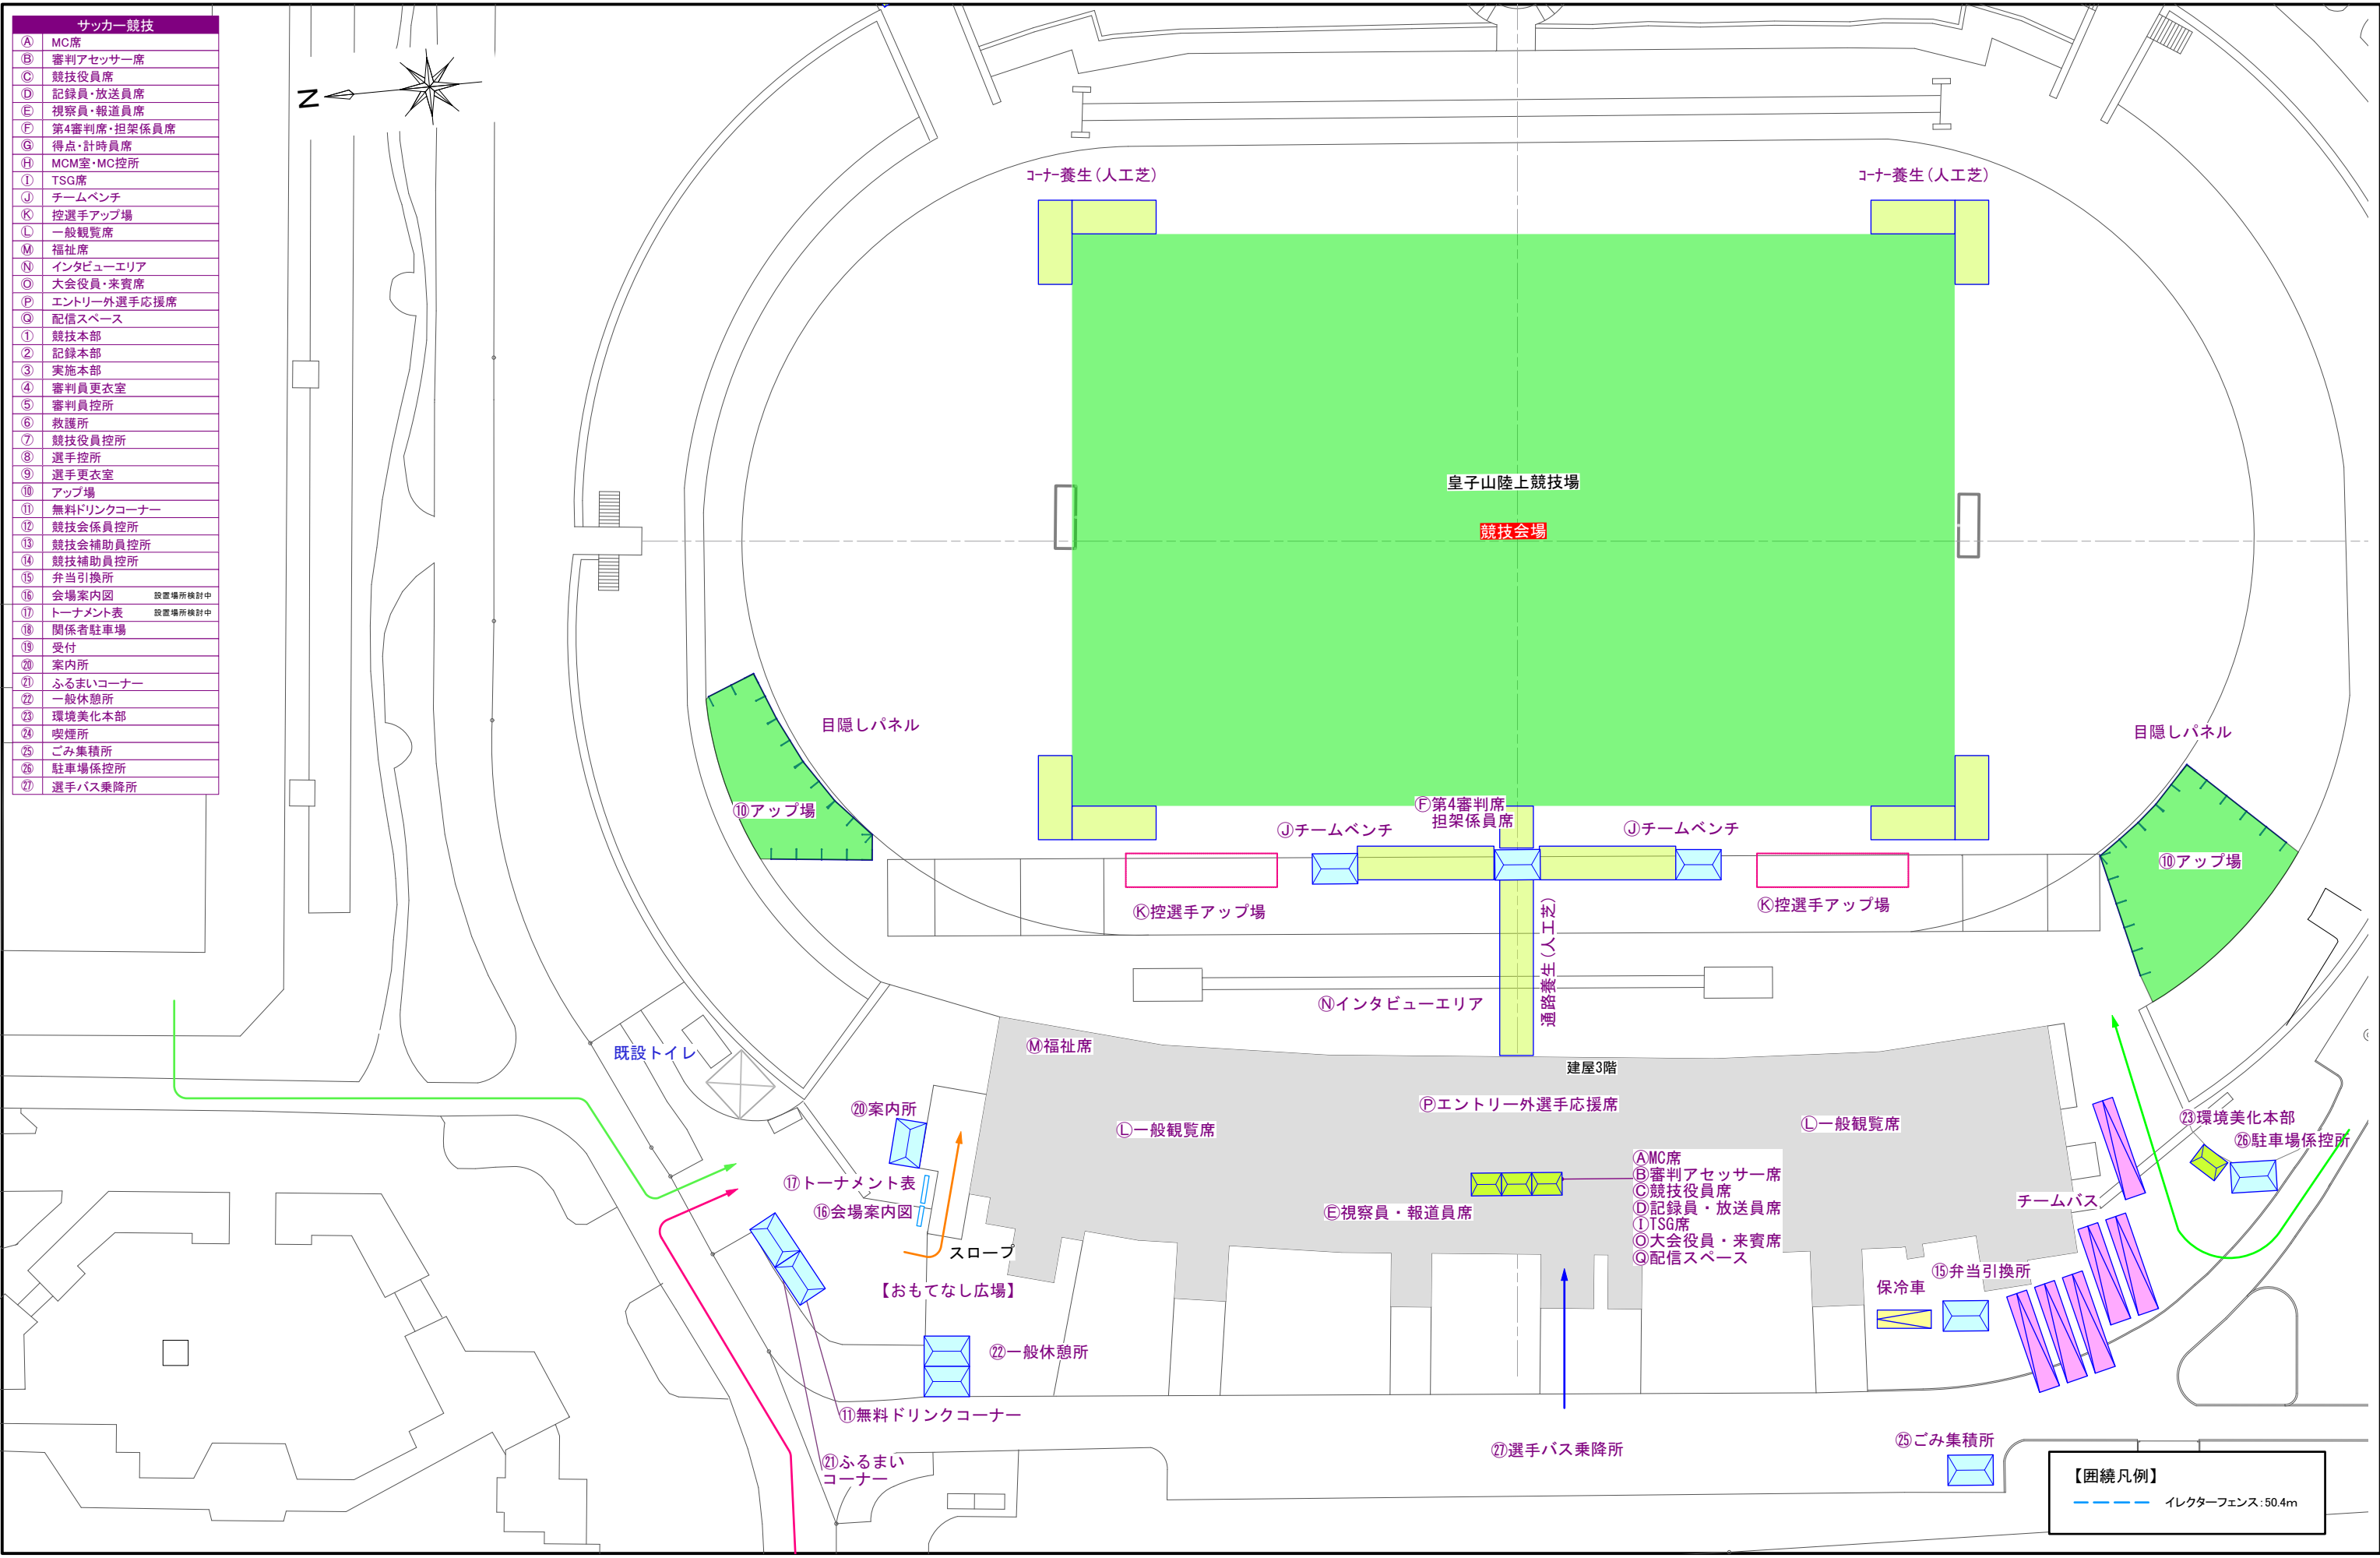 サッカー競技
Ⓐ MC席
Ⓑ 審判アセッサー席
Ⓒ 競技役員席
Ⓓ 記録員・放送員席
Ⓔ 視察員・報道員席
Ⓕ 第4審判席・担架係員席
Ⓖ 得点・計時員席
Ⓗ MCM室・MC控所
Ⓘ TSG席
Ⓙ チームベンチ
Ⓚ 控選手アップ場
Ⓛ 一般観覧席
Ⓜ 福祉席
Ⓝ インタビューエリア
Ⓞ 大会役員・来賓席
Ⓟ エントリー外選手応援席
Ⓠ 配信スペース
① 競技本部
② 記録本部
③ 実施本部
④ 審判員更衣室
⑤ 審判員控所
⑥ 救護所
⑦ 競技役員控所
⑧ 選手控所
⑨ 選手更衣室
⑩ アップ場
⑪ 無料ドリンクコーナー
⑫ 競技会係員控所
⑬ 競技会補助員控所
⑭ 競技補助員控所
⑮ 弁当引換所
⑯ 会場案内図 設置場所検討中
⑰ トーナメント表 設置場所検討中
⑱ 関係者駐車場
⑲ 受付
⑳ 案内所
㉑ ふるまいコーナー
㉒ 一般休憩所
㉓ 環境美化本部
㉔ 喫煙所
㉕ ごみ集積所
㉖ 駐車場係控所
㉗ 選手バス乗降所
N
ｺｰﾅｰ養生(人工芝)
ｺｰﾅｰ養生(人工芝)
皇子山陸上競技場
競技会場
目隠しパネル
目隠しパネル
⑩アップ場
⑩アップ場
Ⓕ第4審判席
担架係員席
Ⓙチームベンチ
Ⓙチームベンチ
Ⓚ控選手アップ場
Ⓚ控選手アップ場
通路養生(人工芝)
Ⓝインタビューエリア
既設トイレ
Ⓜ福祉席
建屋3階
⑳案内所
Ⓛ一般観覧席
Ⓟエントリー外選手応援席
Ⓛ一般観覧席
㉓環境美化本部
㉖駐車場係控所
ⒶMC席
Ⓑ審判アセッサー席
Ⓒ競技役員席
Ⓓ記録員・放送員席
ⒾTSG席
Ⓞ大会役員・来賓席
Ⓠ配信スペース
⑰トーナメント表
⑯会場案内図
Ⓔ視察員・報道員席
チームバス
スロープ
【おもてなし広場】
⑮弁当引換所
保冷車
㉒一般休憩所
⑪無料ドリンクコーナー
㉑ふるまい
コーナー
㉗選手バス乗降所
㉕ごみ集積所
【囲繞凡例】
イレクターフェンス：50.4m